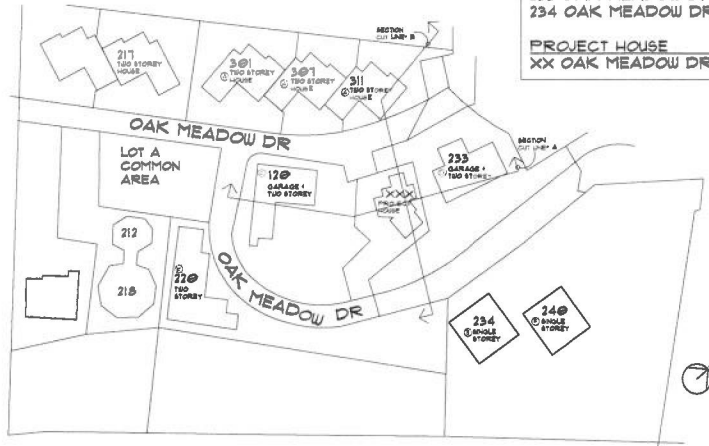 234 OAK MEADOW DR
PROJECT HOUSE
XX OAK MEADOW DR
SECTION
CUT LINE B
217
TWO STOREY
HOUSE
301
TWO STOREY
HOUSE
307
TWO STOREY
HOUSE
311
TWO STOREY
HOUSE
OAK MEADOW DR
LOT A
COMMON
AREA
120
GARAGE +
TWO STOREY
XXX
PROJECT
HOUSE
233
GARAGE +
TWO STOREY
SECTION
CUT LINE A
212
218
220
TWO
STOREY
OAK MEADOW DR
234
SINGLE
STOREY
240
SINGLE
STOREY